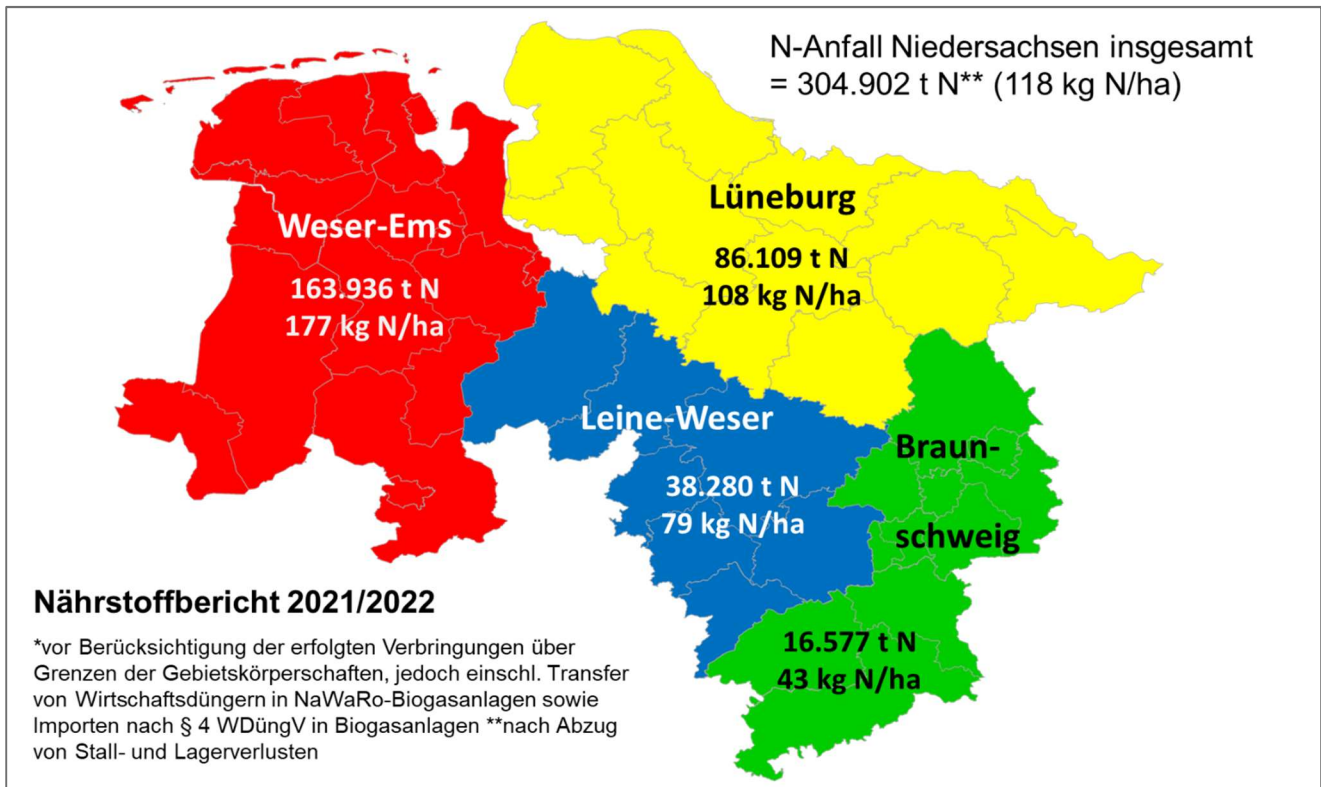 N-Anfall Niedersachsen insgesamt
= 304.902 t N** (118 kg N/ha)
Lüneburg
86.109 t N
108 kg N/ha
Weser-Ems
163.936 t N
177 kg N/ha
Leine-Weser
38.280 t N
79 kg N/ha
Braun-
schweig
16.577 t N
43 kg N/ha
Nährstoffbericht 2021/2022
*vor Berücksichtigung der erfolgten Verbringungen über
Grenzen der Gebietskörperschaften, jedoch einschl. Transfer
von Wirtschaftsdüngern in NaWaRo-Biogasanlagen sowie
Importen nach § 4 WDüngV in Biogasanlagen **nach Abzug
von Stall- und Lagerverlusten